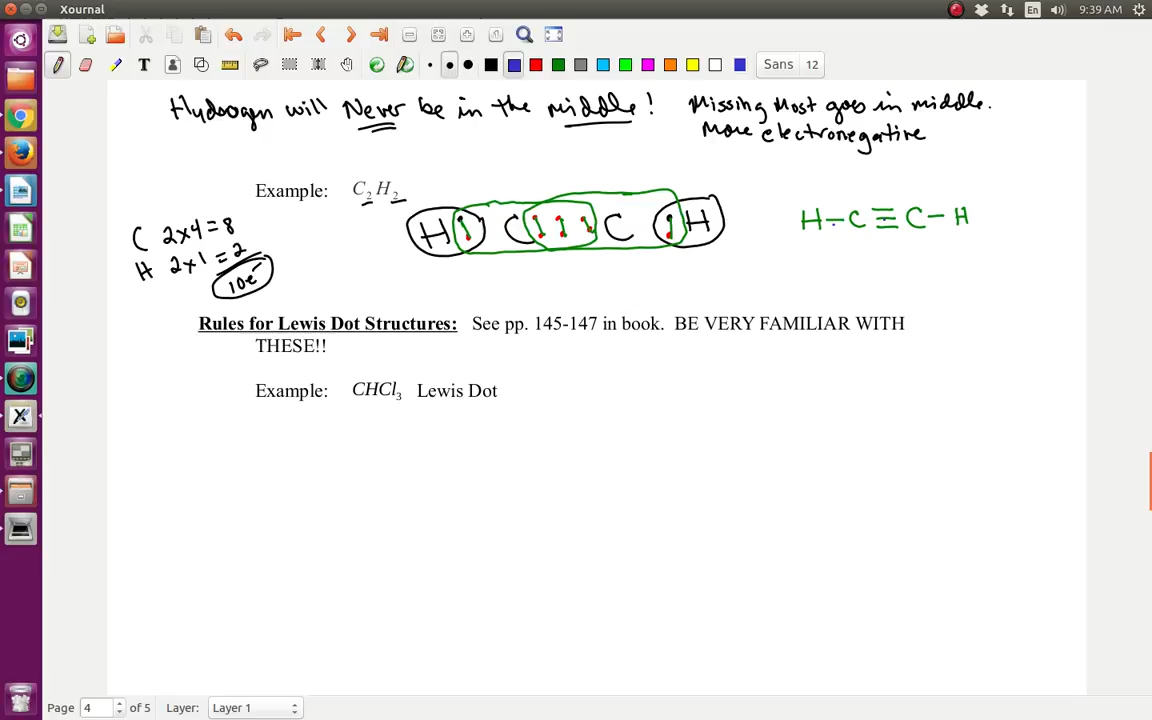 Xournal
En
9:39 AM
Sans 12
Hydrogen will Never be in the middle!
Missing Most goes in middle.
More electronegative
Example: C2H2
H C C H
H-C≡C-H
C 2x4=8
H 2x1=2
10e-
Rules for Lewis Dot Structures: See pp. 145-147 in book. BE VERY FAMILIAR WITH
THESE!!
Example: CHCl3 Lewis Dot
Page 4 of 5 Layer: Layer 1